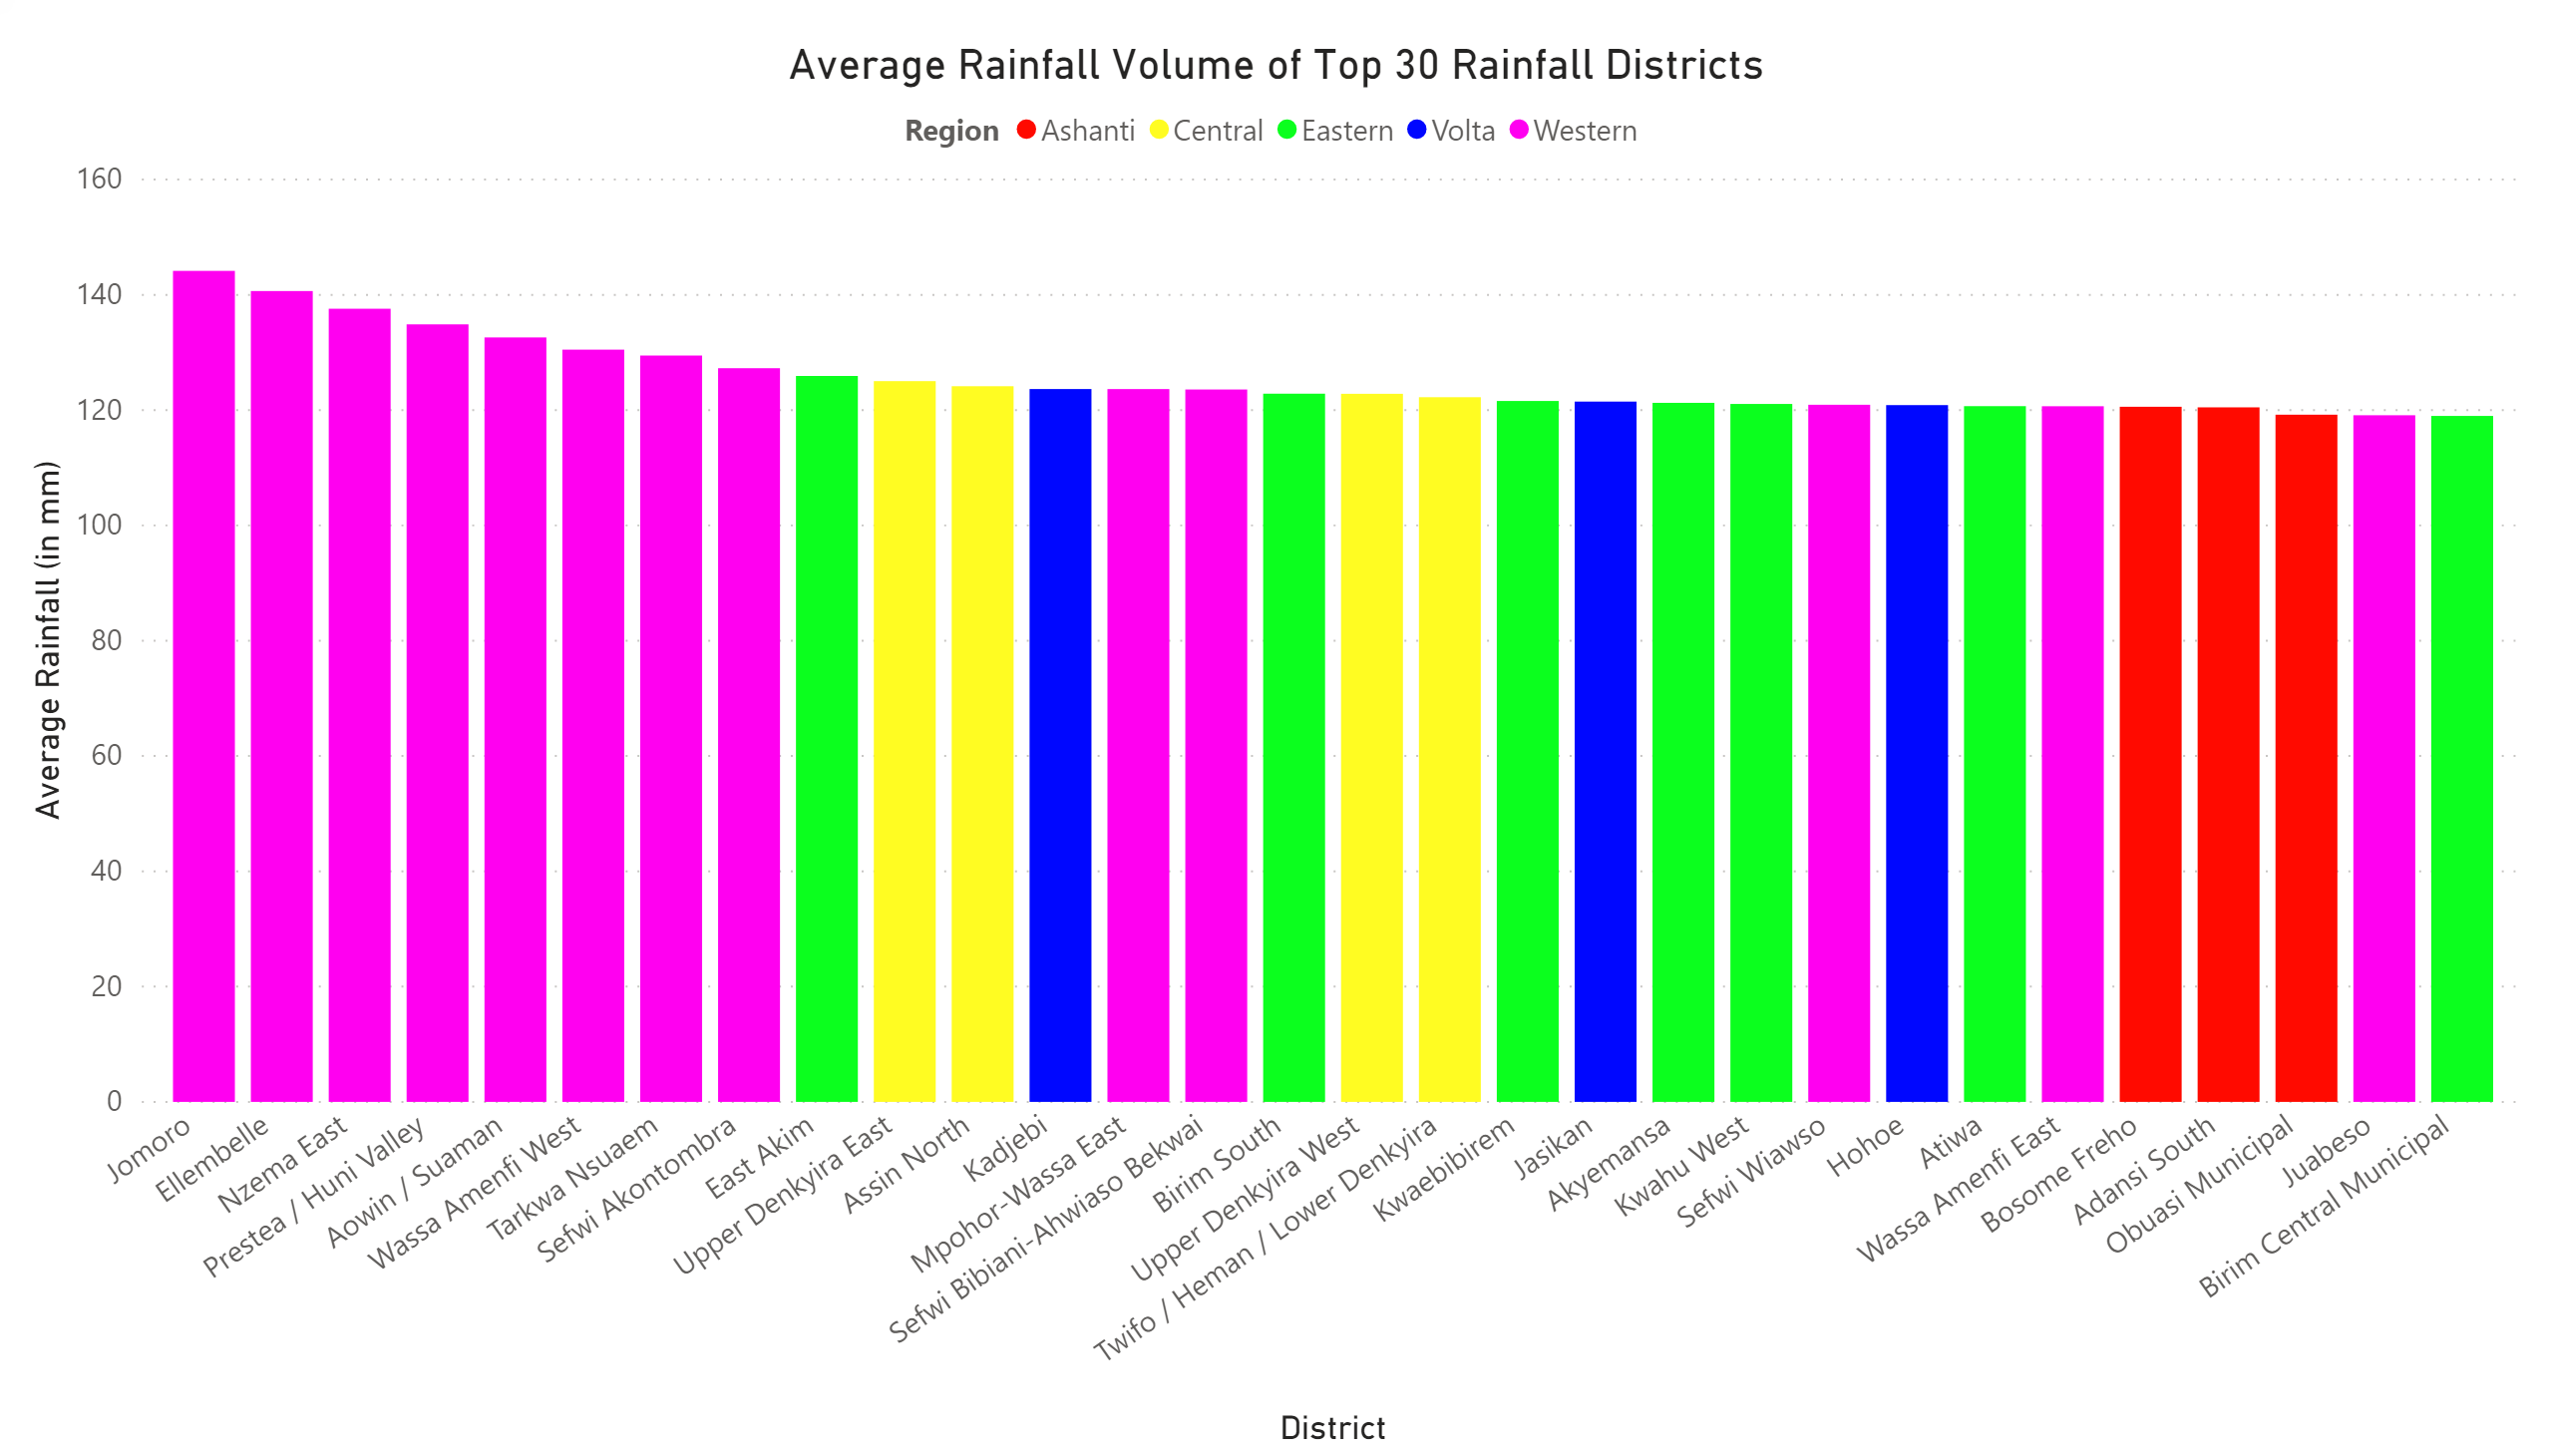 Average Rainfall Volume of Top 30 Rainfall Districts
Region Ashanti Central Eastern Volta Western
160
140
120
100
80
60
40
20
0
Average Rainfall (in mm)
Jomoro
Ellembelle
Nzema East
Prestea / Huni Valley
Aowin / Suaman
Wassa Amenfi West
Tarkwa Nsuaem
Sefwi Akontombra
East Akim
Upper Denkyira East
Assin North
Kadjebi
Mpohor-Wassa East
Sefwi Bibiani-Ahwiaso Bekwai
Birim South
Upper Denkyira West
Twifo / Heman / Lower Denkyira
Kwaebibirem
Jasikan
Akyemansa
Kwahu West
Sefwi Wiawso
Hohoe
Atiwa
Wassa Amenfi East
Bosome Freho
Adansi South
Obuasi Municipal
Juabeso
Birim Central Municipal
District